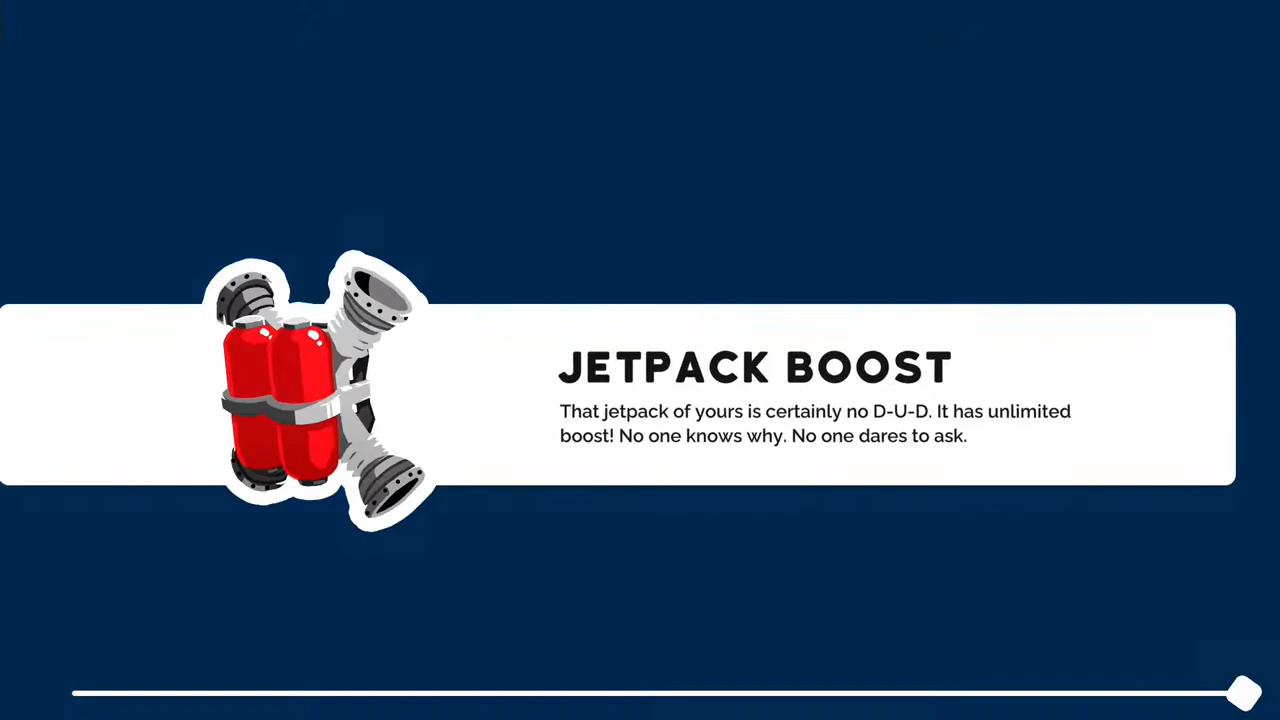 JETPACK BOOST
That jetpack of yours is certainly no D-U-D. It has unlimited
boost! No one knows why. No one dares to ask.